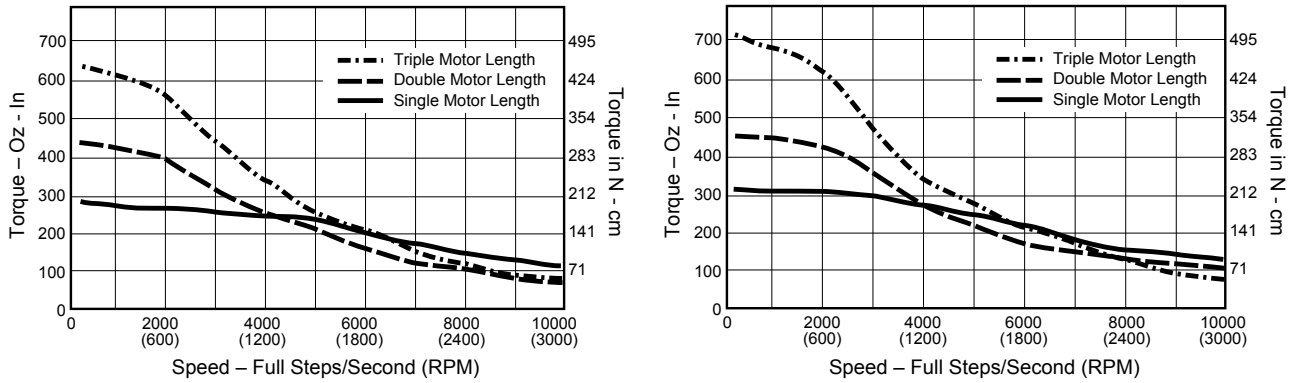 Torque – Oz - In
700
600
500
400
300
200
100
0
495
424
354
283
212
141
71
Torque in N - cm
Triple Motor Length
Double Motor Length
Single Motor Length
0 2000 4000 6000 8000 10000
(600) (1200) (1800) (2400) (3000)
Speed – Full Steps/Second (RPM)
Torque – Oz - In
700
600
500
400
300
200
100
0
495
424
354
283
212
141
71
Torque in N - cm
Triple Motor Length
Double Motor Length
Single Motor Length
0 2000 4000 6000 8000 10000
(600) (1200) (1800) (2400) (3000)
Speed – Full Steps/Second (RPM)